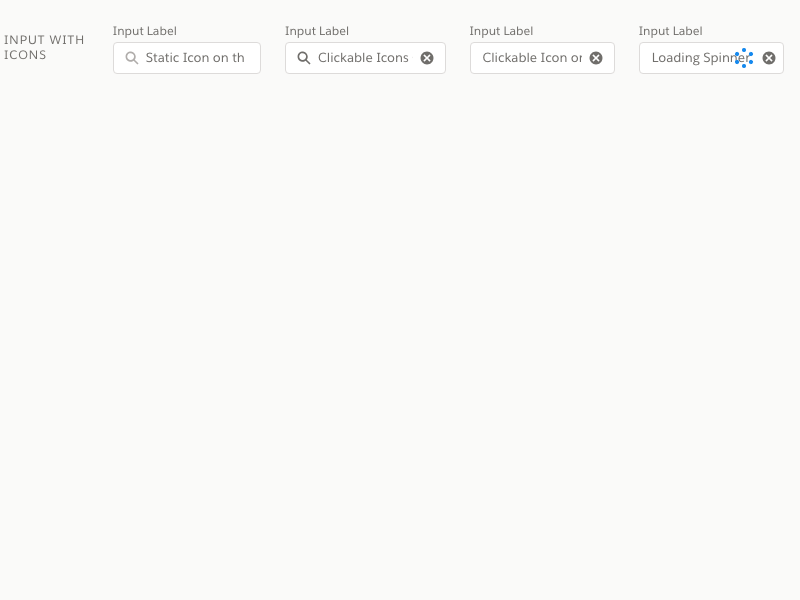 INPUT WITH
ICONS
Input Label
Static Icon on th
Input Label
Clickable Icons
Input Label
Clickable Icon or
Input Label
Loading Spinner